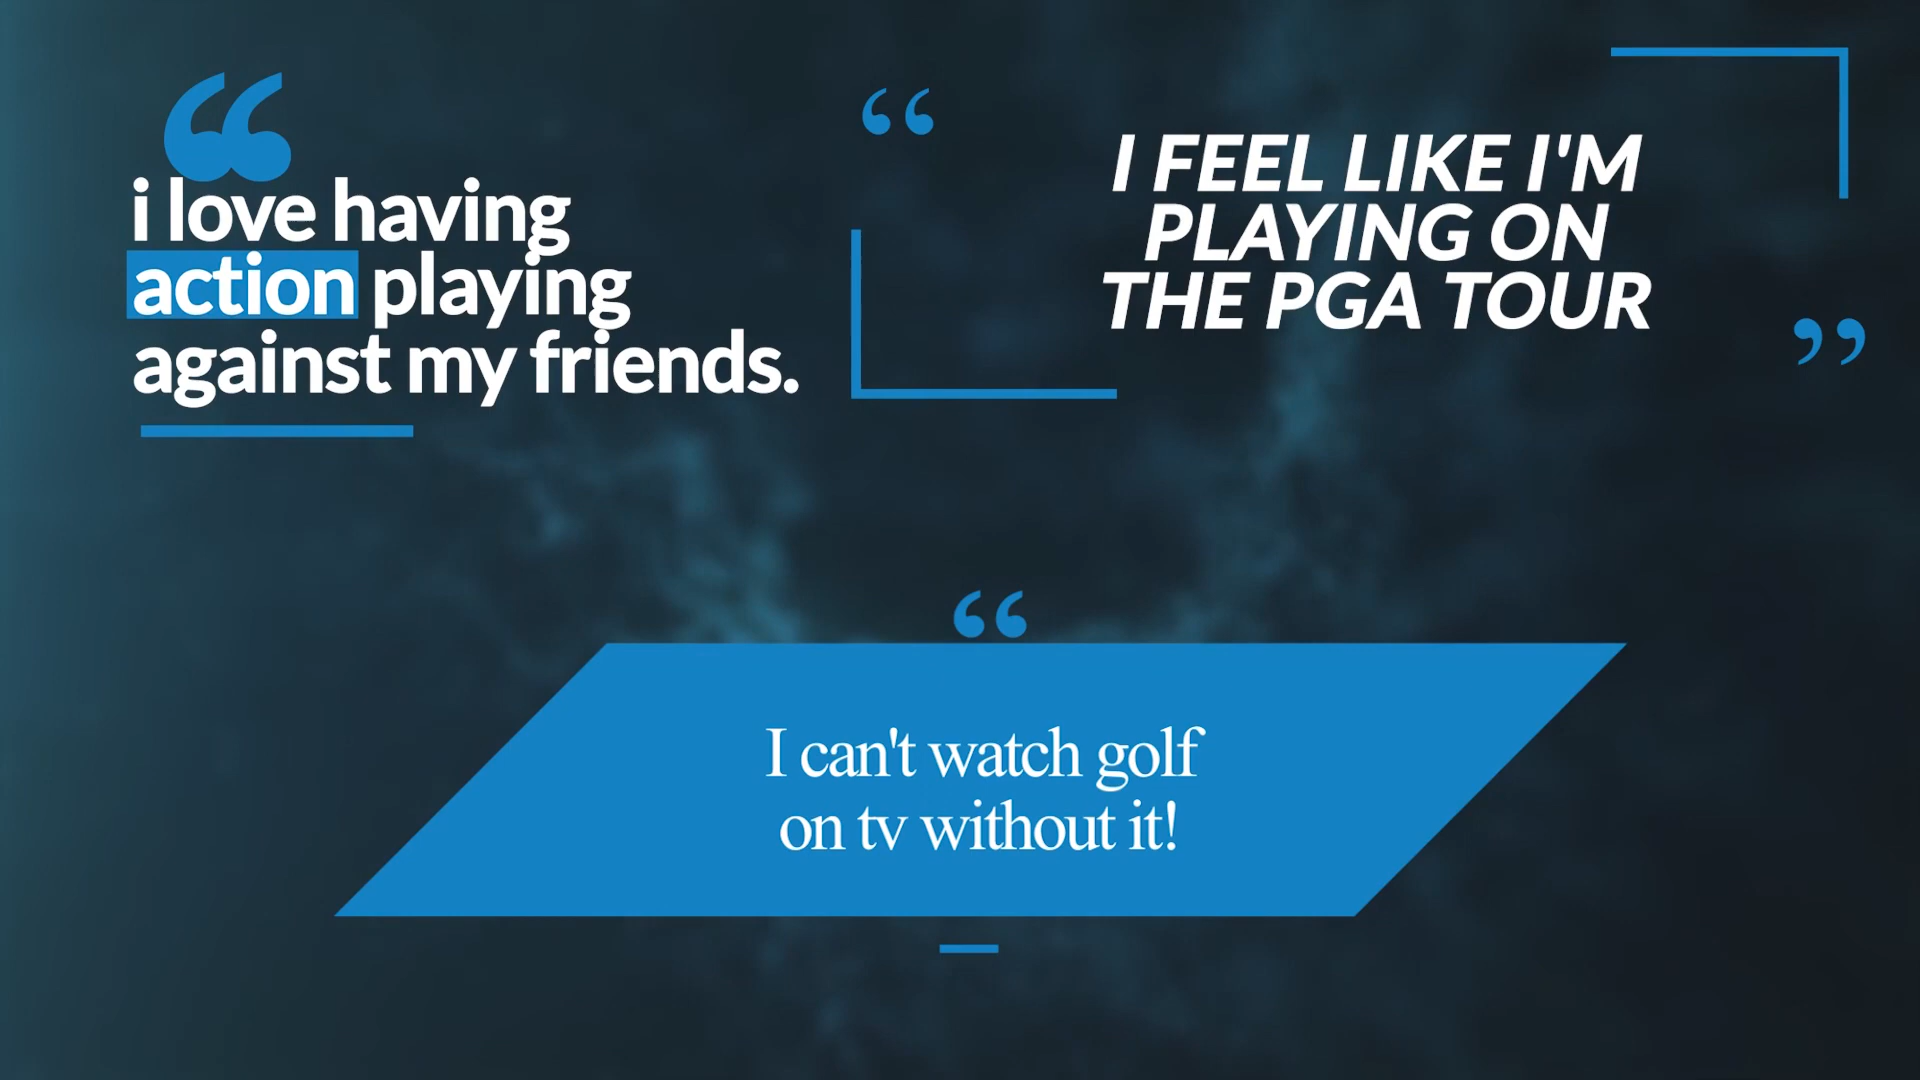 “
i love having
action playing
against my friends.
“
I FEEL LIKE I'M
PLAYING ON
THE PGA TOUR
”
“
I can't watch golf
on tv without it!